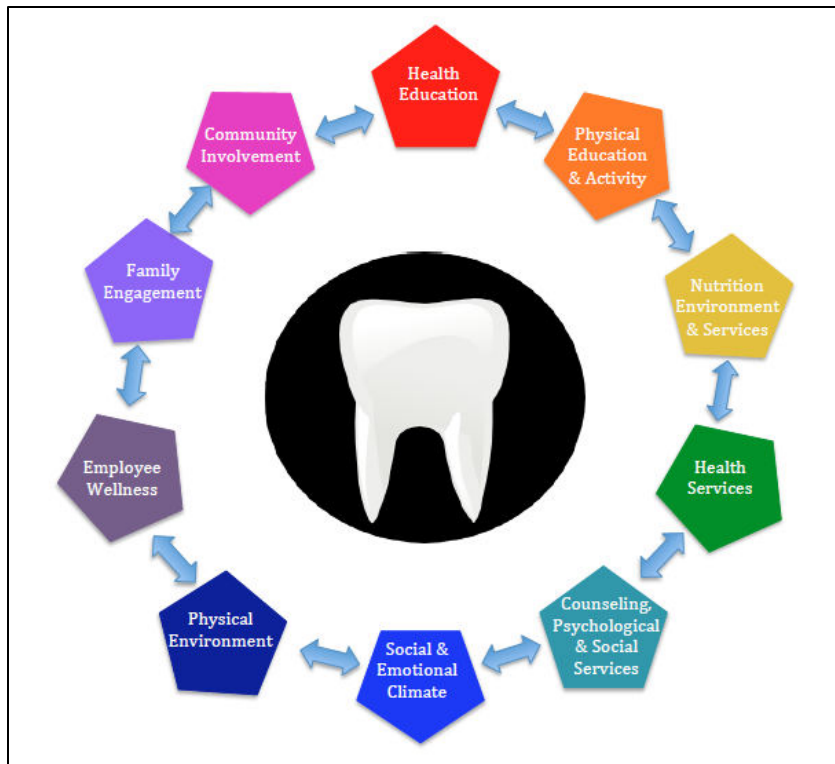 Health
Education
Physical
Education
& Activity
Nutrition
Environment
& Services
Health
Services
Counseling,
Psychological
& Social
Services
Social &
Emotional
Climate
Physical
Environment
Employee
Wellness
Family
Engagement
Community
Involvement